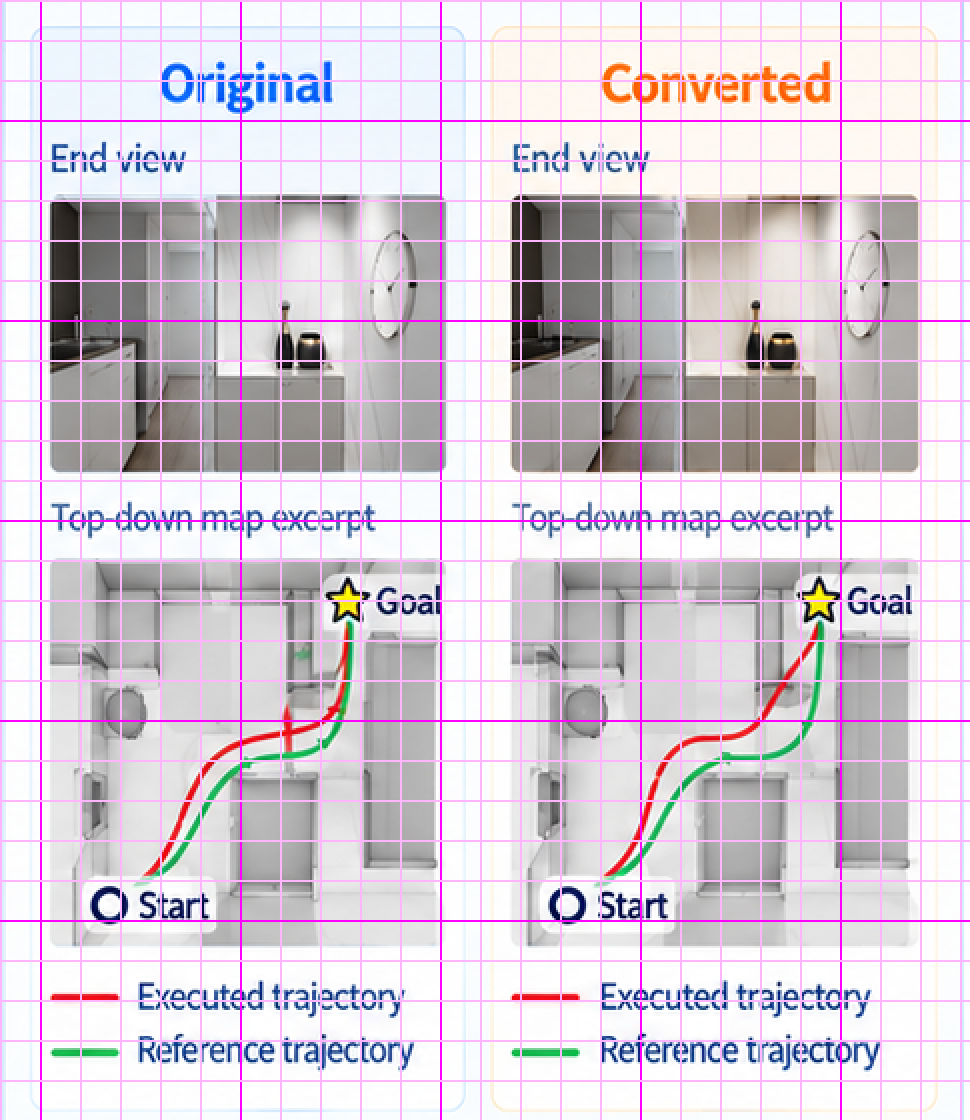 Original
End view
Top-down map excerpt
Goal
Start
Executed trajectory
Reference trajectory
Converted
End view
Top-down map excerpt
Goal
Start
Executed trajectory
Reference trajectory